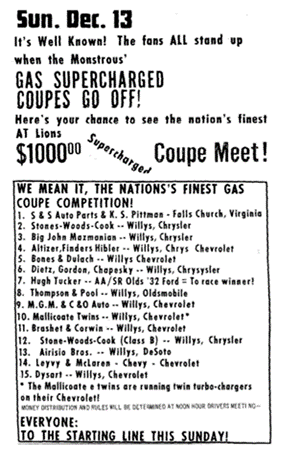 Sun. Dec. 13
It's Well Known! The fans ALL stand up
when the Monstrous'
GAS SUPERCHARGED
COUPES GO OFF!
Here's your chance to see the nation's finest
AT Lions
$100000 Supercharged Coupe Meet!
WE MEAN IT, THE NATIONS'S FINEST GAS
COUPE COMPETITION!
1. S & S Auto Parts & K. S. Pittman - Falls Church, Virginia
2. Stones-Woods-Cook -- Willys, Chrysler
3. Big John Mazmanian -- Willys, Chrysler
4. Altizer, Finders Hibler -- Willys, Chrys Chevrolet
5. Bones & Dulach -- Willys, Chevrolet
6. Dietz, Gordon, Chapesky -- Willys, Chrysysler
7. Hugh Tucker -- AA/SR Olds '32 Ford = To race winner!
8. Thompson & Pool -- Willys, Oldsmobile
9. M.G.M. & C&O Auto -- Willys, Chevrolet
10. Mallicoate Twins -- Willys, Chevrolet*
11. Brasket & Corwin -- Willys, Chevrolet
12. Stone-Woods-Cook (Class B) -- Willys, Chrysler
13. Airisio Bros. -- Willys, DeSoto
14. Leyvy & McLaren - Chevy - Chevrolet
15. Dysart -- Willys, Chevrolet
* The Mallicoate e twins are running twin turbo-chargers
on their Chevrolet!
MONEY DISTRIBUTION AND RULES WILL BE DETERMINED AT NOON HOUR DRIVERS MEETING--
EVERYONE:
TO THE STARTING LINE THIS SUNDAY!